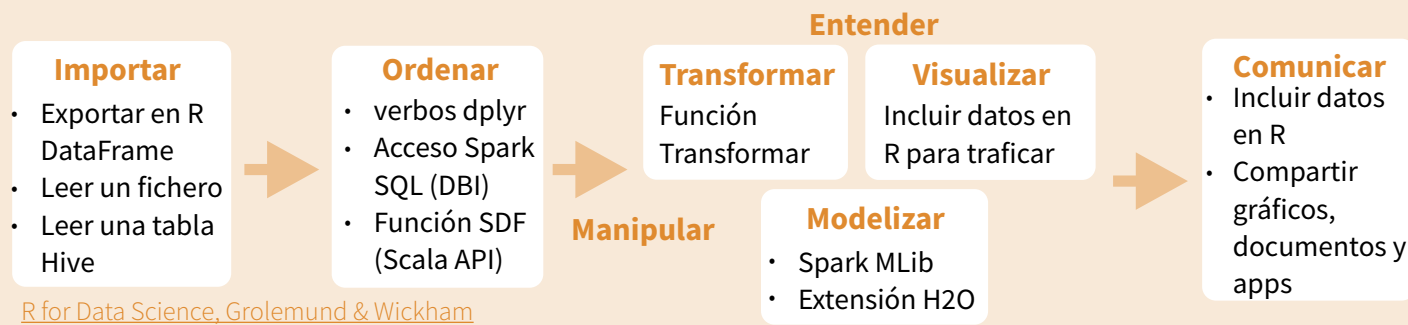 Importar
• Exportar en R
DataFrame
• Leer un fichero
• Leer una tabla
Hive
Ordenar
• verbos dplyr
• Acceso Spark
SQL (DBI)
• Función SDF
(Scala API)
Entender
Transformar
Función
Transformar
Visualizar
Incluir datos en
R para traficar
Manipular
Modelizar
• Spark MLib
• Extensión H2O
Comunicar
• Incluir datos
en R
• Compartir
gráficos,
documentos y
apps
R for Data Science, Grolemund & Wickham